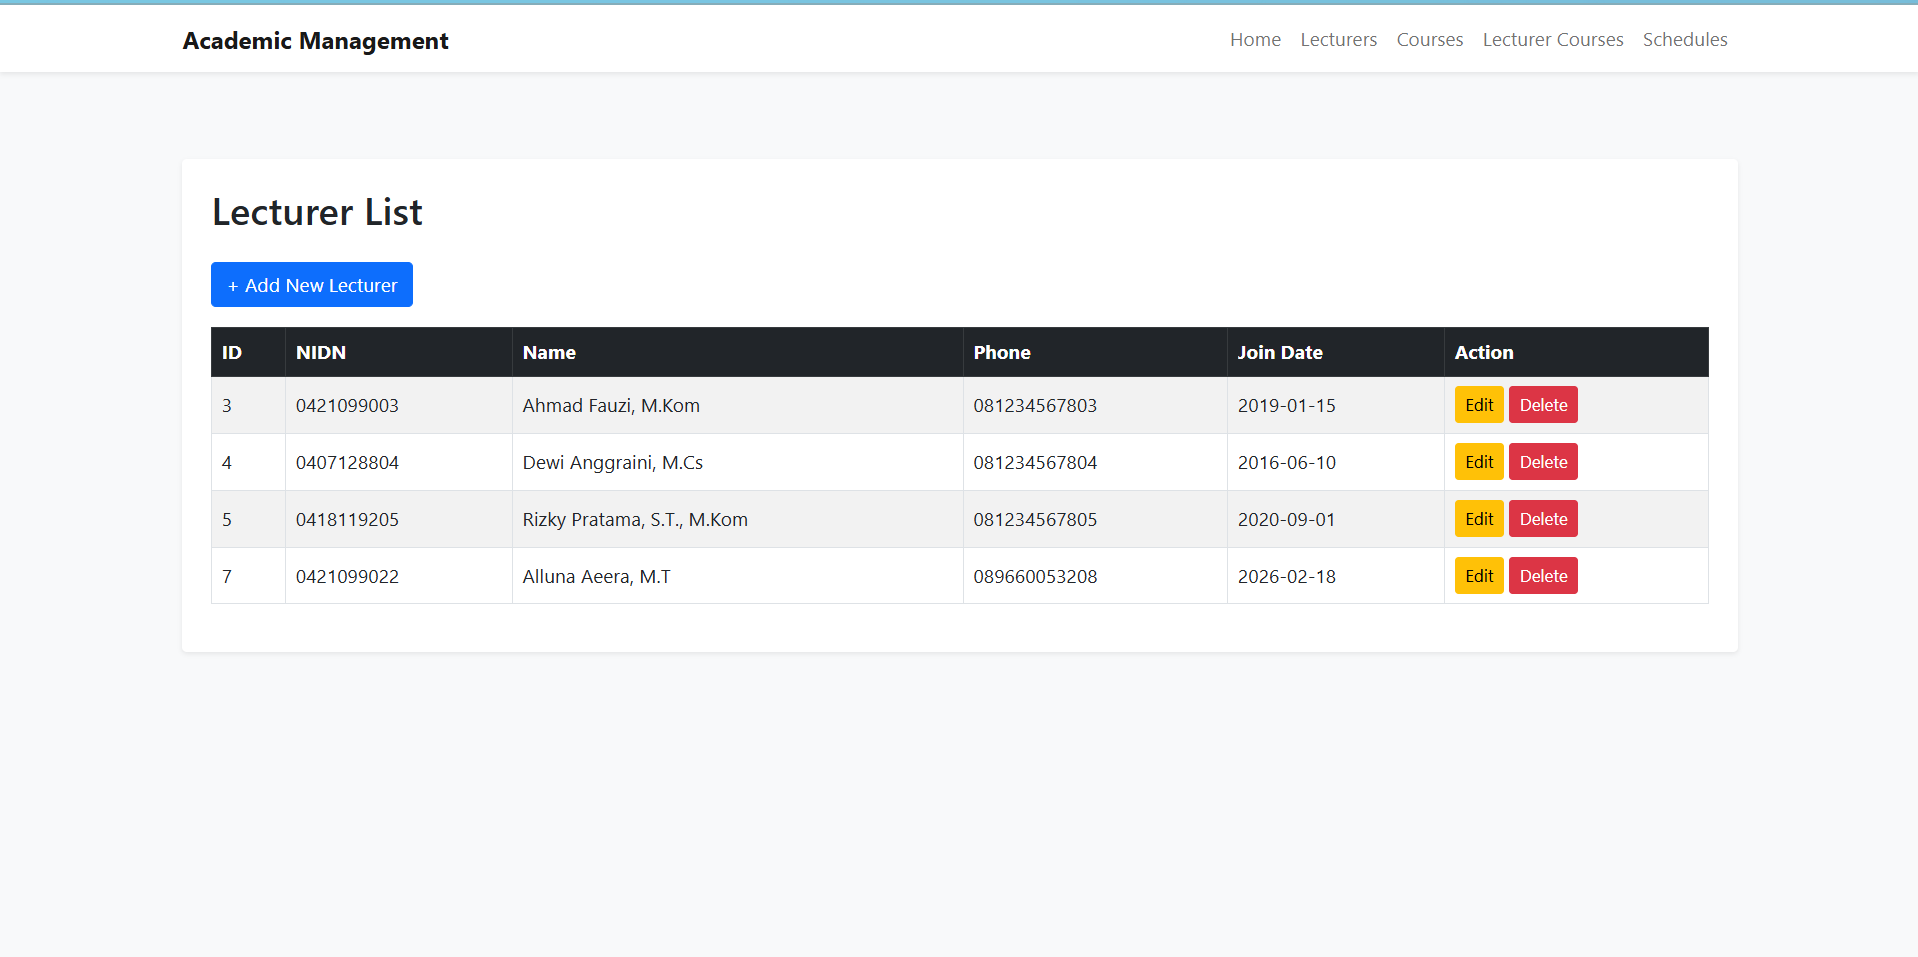 Academic Management Home Lecturers Courses Lecturer Courses Schedules
Lecturer List
+ Add New Lecturer
ID NIDN Name Phone Join Date Action
3 0421099003 Ahmad Fauzi, M.Kom 081234567803 2019-01-15 Edit Delete
4 0407128804 Dewi Anggraini, M.Cs 081234567804 2016-06-10 Edit Delete
5 0418119205 Rizky Pratama, S.T., M.Kom 081234567805 2020-09-01 Edit Delete
7 0421099022 Alluna Aeera, M.T 089660053208 2026-02-18 Edit Delete